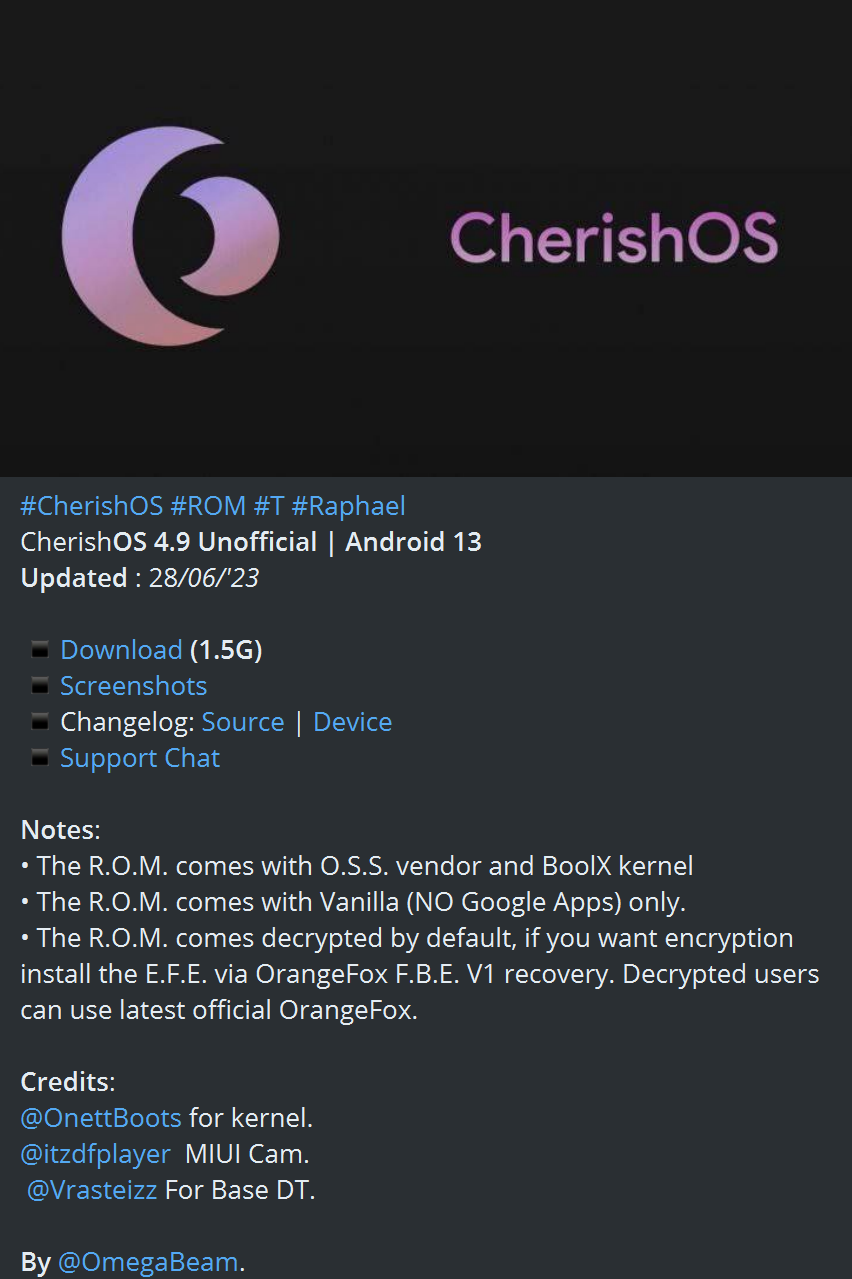 CherishOS
#CherishOS #ROM #T #Raphael
CherishOS 4.9 Unofficial | Android 13
Updated : 28/06/'23
Download (1.5G)
Screenshots
Changelog: Source | Device
Support Chat
Notes:
• The R.O.M. comes with O.S.S. vendor and BoolX kernel
• The R.O.M. comes with Vanilla (NO Google Apps) only.
• The R.O.M. comes decrypted by default, if you want encryption
install the E.F.E. via OrangeFox F.B.E. V1 recovery. Decrypted users
can use latest official OrangeFox.
Credits:
@OnettBoots for kernel.
@itzdfplayer  MIUI Cam.
@Vrasteizz For Base DT.
By @OmegaBeam.